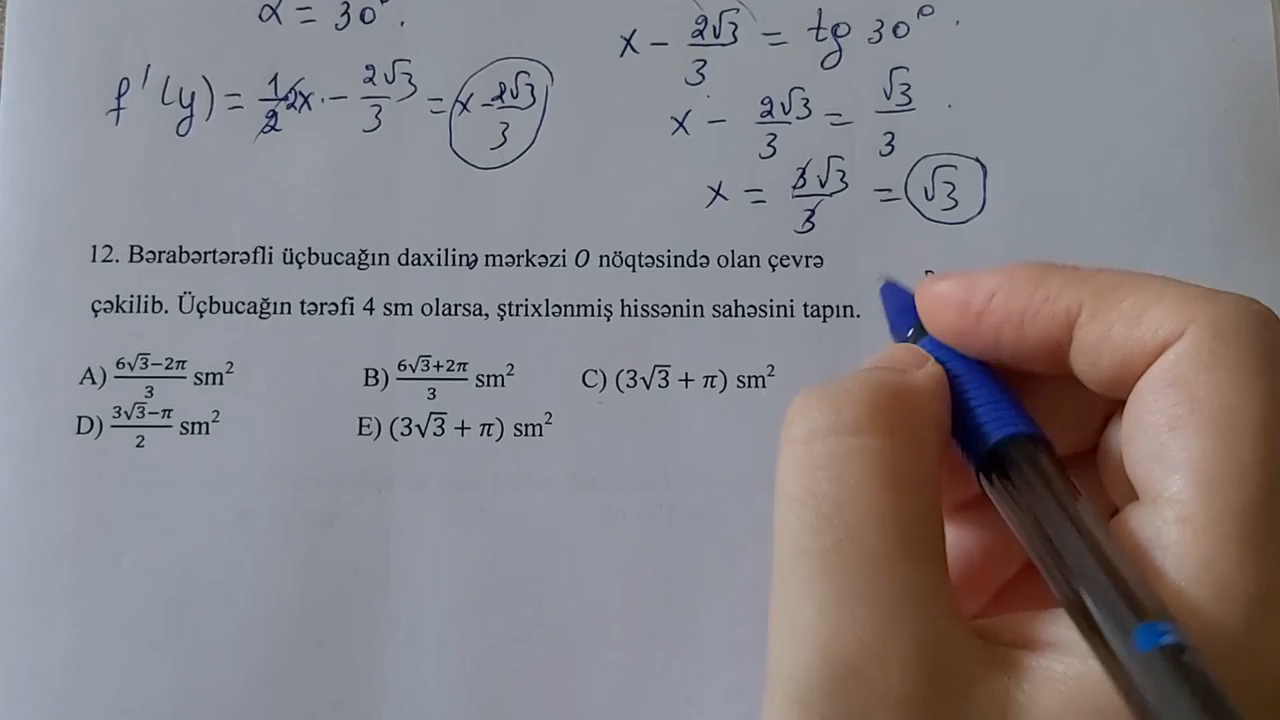 α = 30°.
f'(y) = 1/2 2x - 2√3/3 = x - 2√3/3
x - 2√3/3 = tg 30°.
x - 2√3/3 = √3/3.
x = 3√3/3 = √3
12. Bərabərtərəfli üçbucağın daxilinə mərkəzi O nöqtəsində olan çevrə
çəkilib. Üçbucağın tərəfi 4 sm olarsa, ştrixlənmiş hissənin sahəsini tapın.
A) (6√3−2π)/3 sm² B) (6√3+2π)/3 sm² C) (3√3 + π) sm²
D) (3√3−π)/2 sm² E) (3√3 + π) sm²